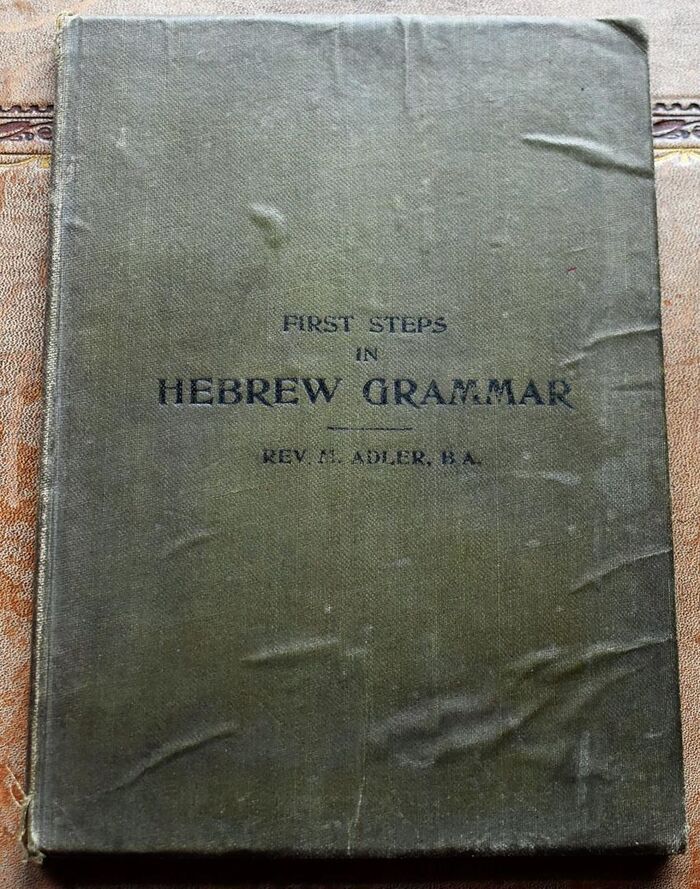 FIRST STEPS
IN
HEBREW GRAMMAR
REV. M. ADLER, B.A.